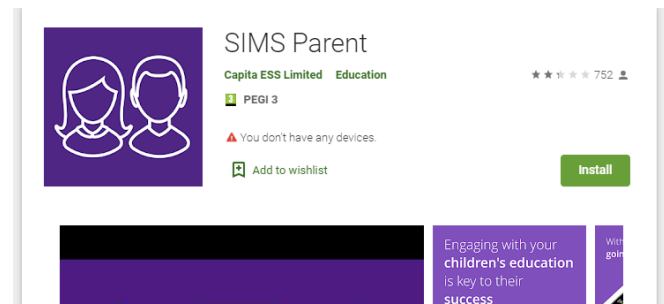 SIMS Parent
Capita ESS Limited Education
752
3 PEGI 3
You don't have any devices.
Add to wishlist
Install
Engaging with your
children's education
is key to their
success
With
goin